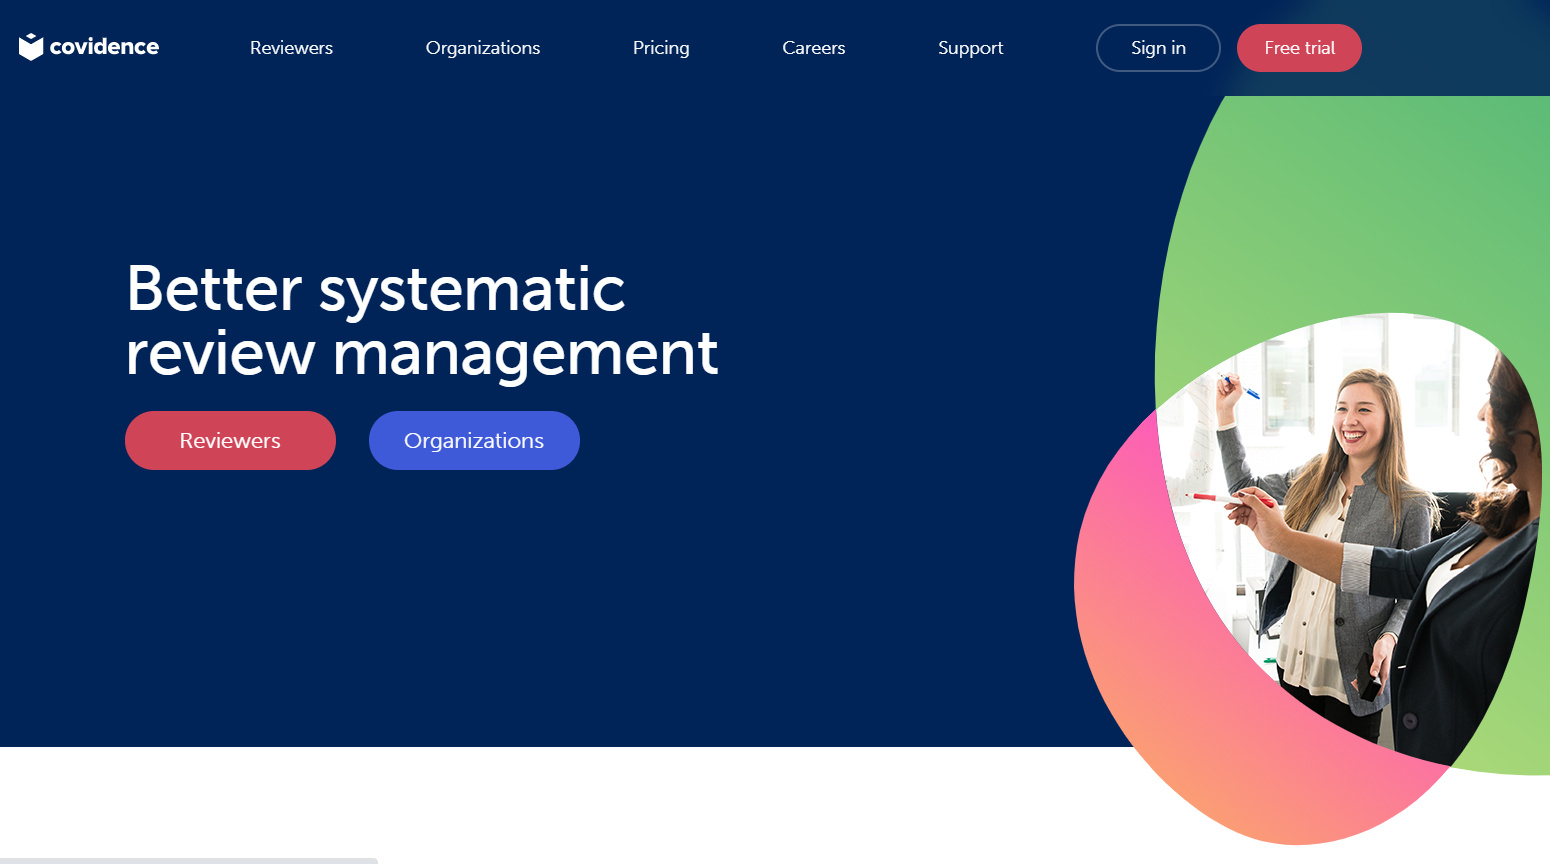 covidence
Reviewers
Organizations
Pricing
Careers
Support
Sign in
Free trial
Better systematic
review management
Reviewers
Organizations